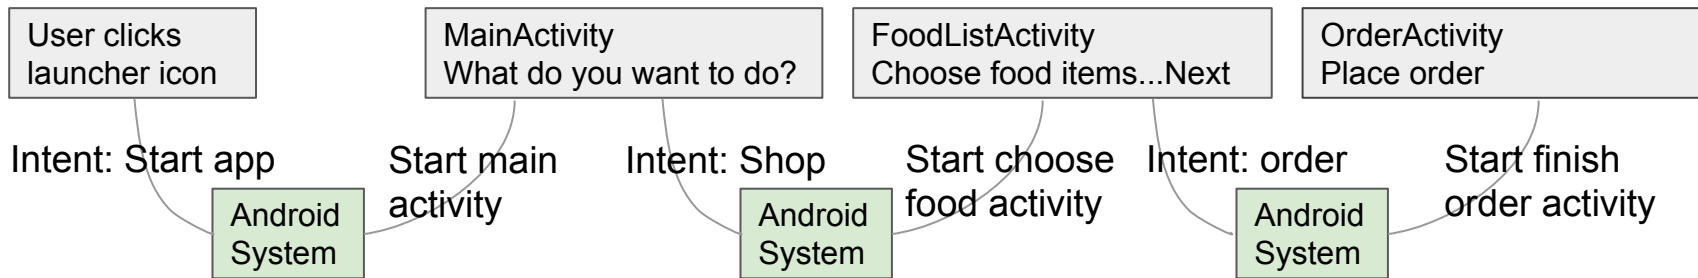 User clicks
launcher icon
MainActivity
What do you want to do?
FoodListActivity
Choose food items...Next
OrderActivity
Place order
Intent: Start app
Start main
activity
Intent: Shop
Start choose
food activity
Intent: order
Start finish
order activity
Android
System
Android
System
Android
System